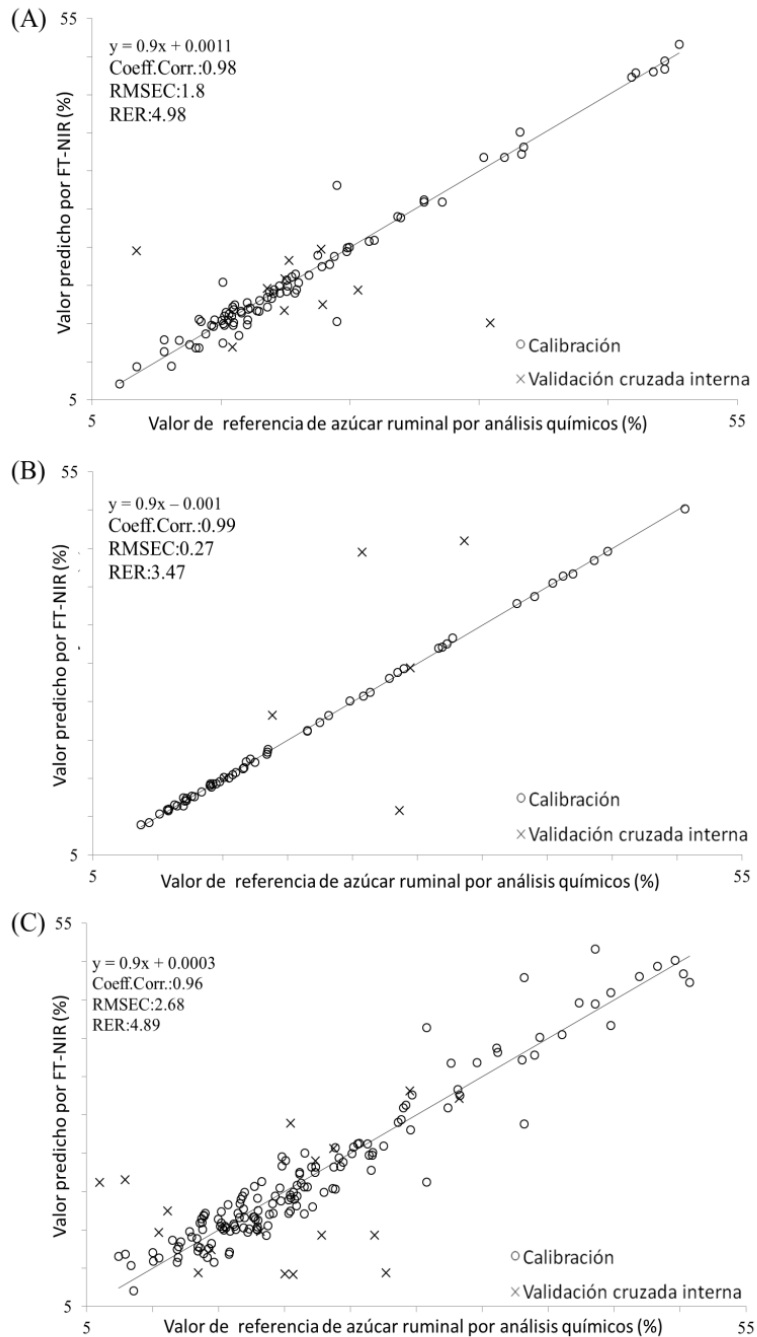 (A)
55
y = 0.9x + 0.0011
Coeff.Corr.:0.98
RMSEC:1.8
RER:4.98
Valor predicho por FT-NIR (%)
Calibración
Validación cruzada interna
5
5
55
Valor de referencia de azúcar ruminal por análisis químicos (%)
(B)
55
y = 0.9x – 0.001
Coeff.Corr.:0.99
RMSEC:0.27
RER:3.47
Valor predicho por FT-NIR (%)
Calibración
Validación cruzada interna
5
5
55
Valor de referencia de azúcar ruminal por análisis químicos (%)
(C)
55
y = 0.9x + 0.0003
Coeff.Corr.:0.96
RMSEC:2.68
RER:4.89
Valor predicho por FT-NIR (%)
Calibración
Validación cruzada interna
5
5
55
Valor de referencia de azúcar ruminal por análisis químicos (%)